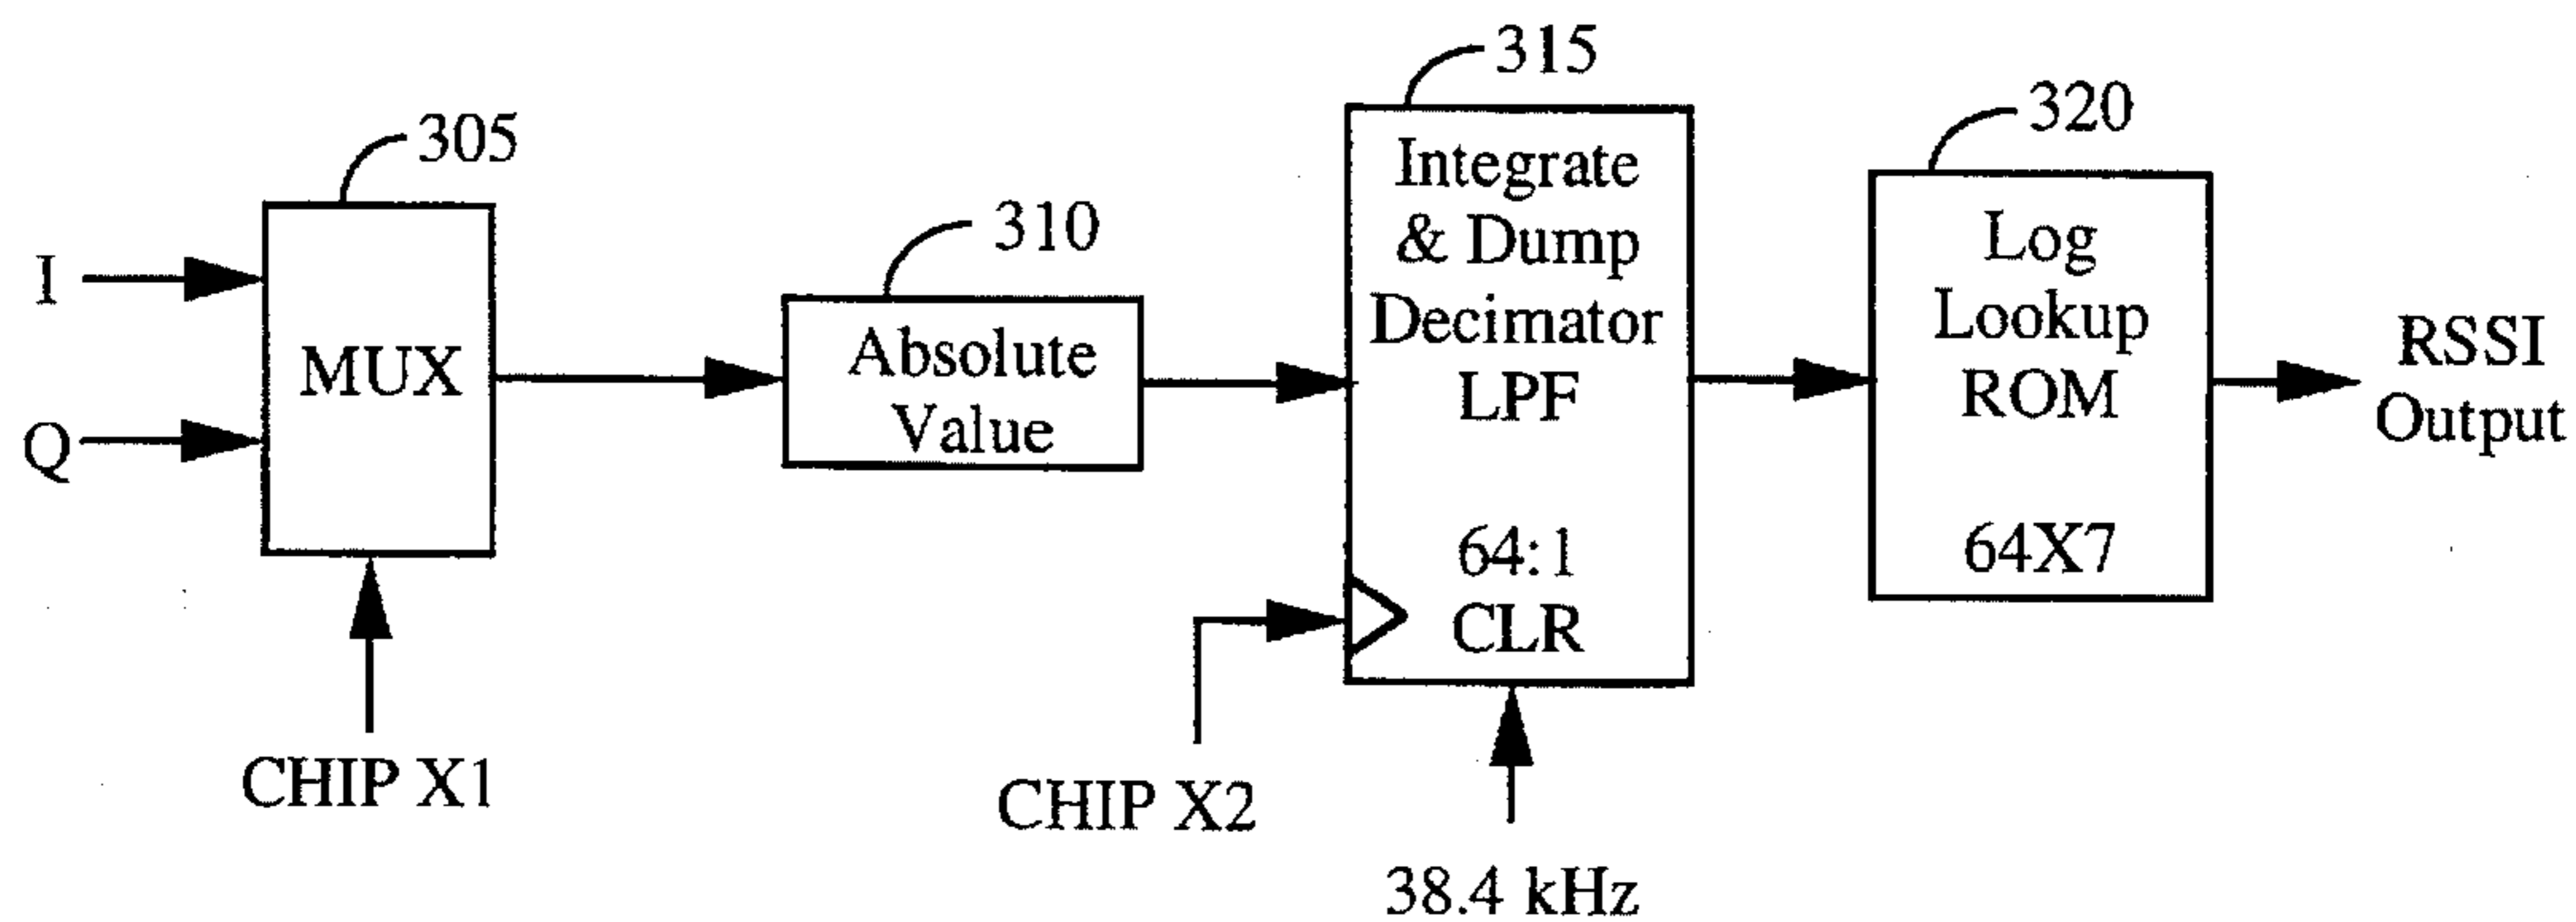 I
Q
305
MUX
CHIP X1
310
Absolute
Value
315
Integrate
& Dump
Decimator
LPF
64:1
CLR
CHIP X2
38.4 kHz
320
Log
Lookup
ROM
64X7
RSSI
Output